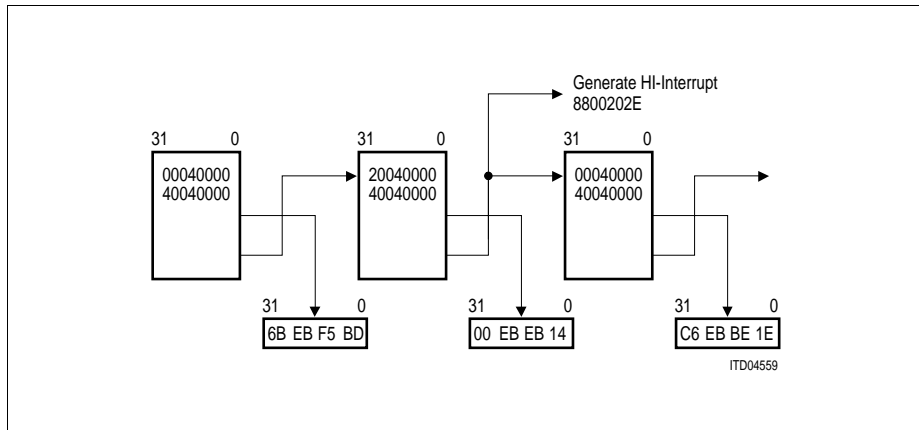 Generate HI-Interrupt
8800202E
31 0 31 0 31 0
00040000 20040000 00040000
40040000 40040000 40040000
31 0 31 0 31 0
6B EB F5 BD 00 EB EB 14 C6 EB BE 1E
ITD04559